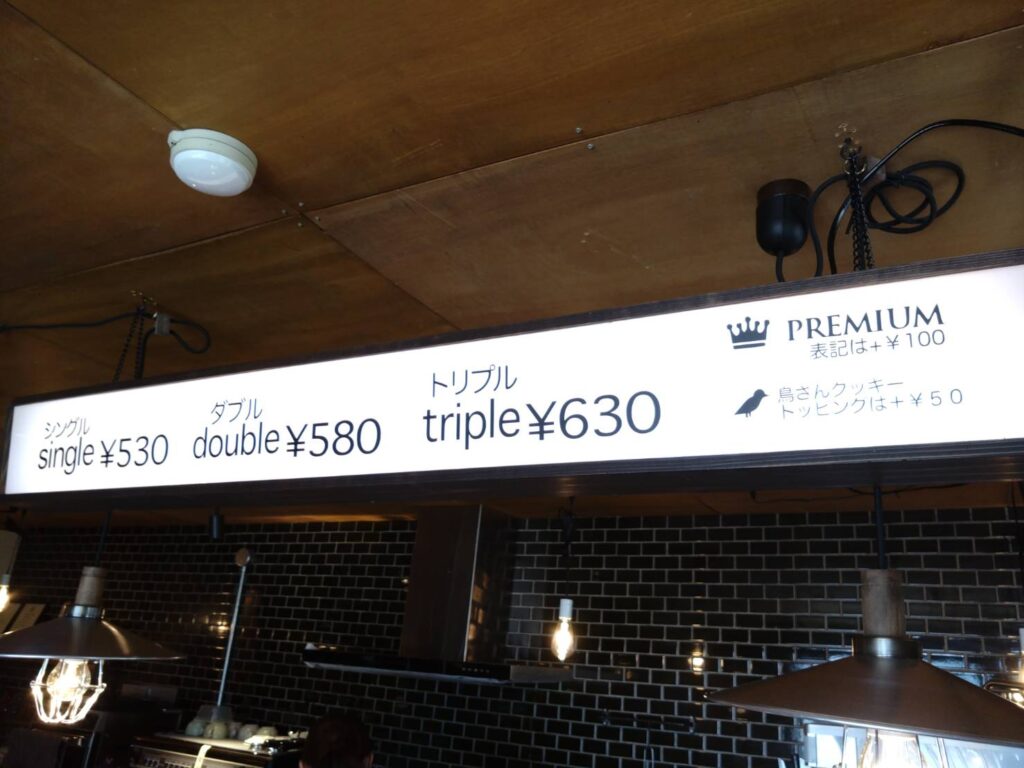 シングル
single ¥530
ダブル
double ¥580
トリプル
triple ¥630
PREMIUM
表記は+¥100
鳥さんクッキー
トッピングは+¥50